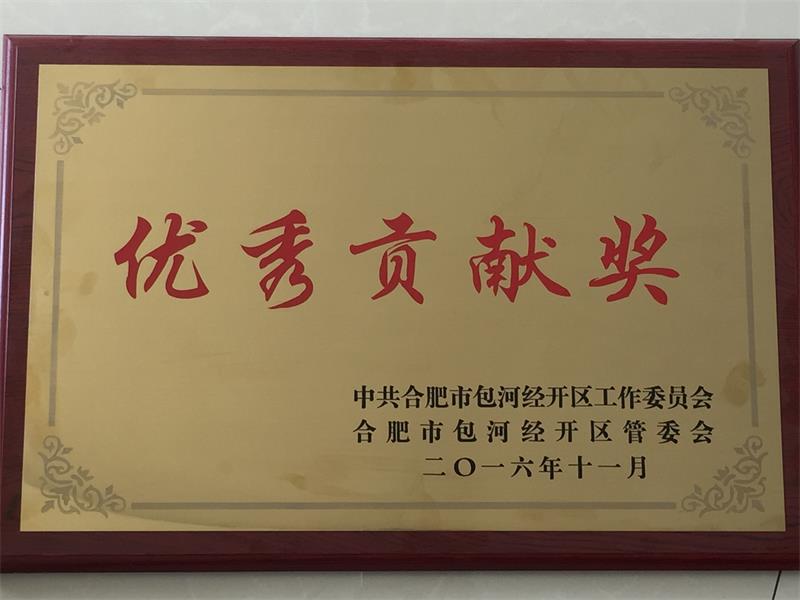 优秀贡献奖
中共合肥市包河经开区工作委员会
合肥市包河经开区管委会
二〇一六年十一月